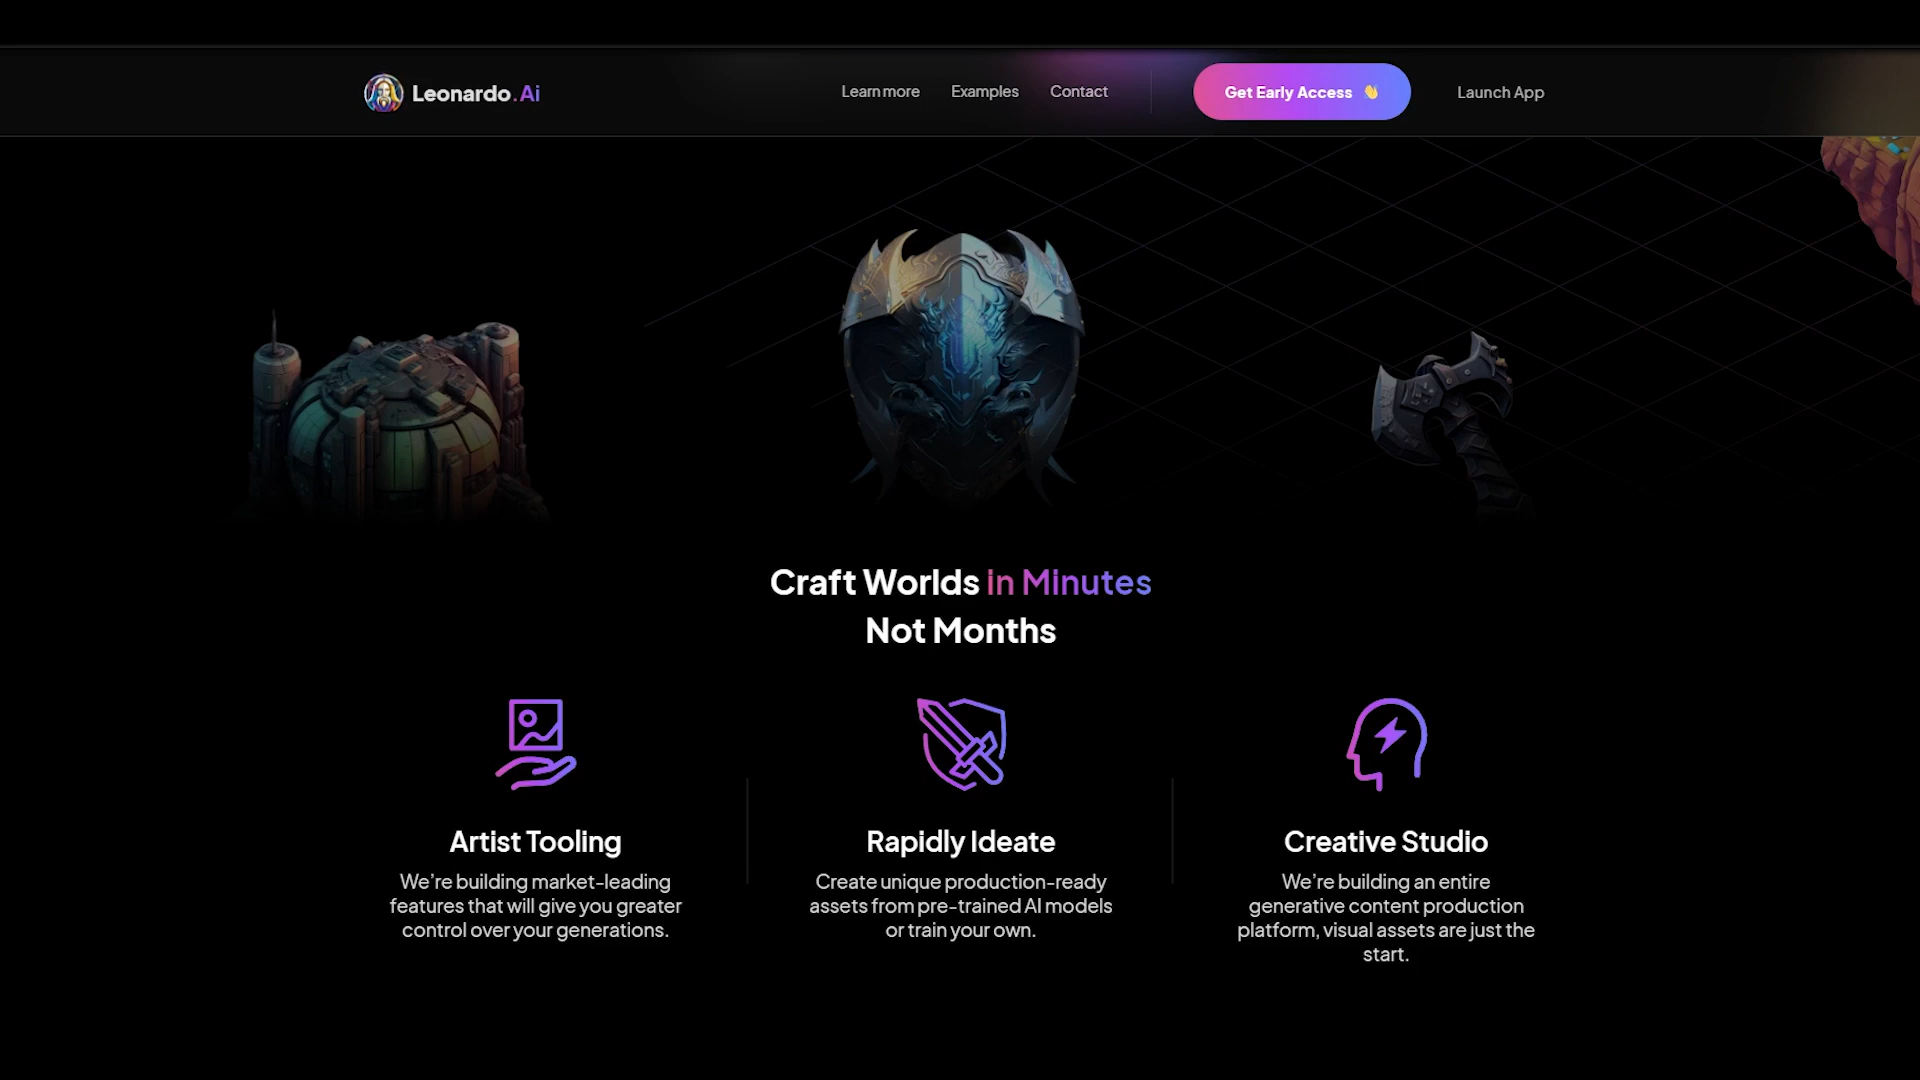 Leonardo.Ai
Learn more
Examples
Contact
Get Early Access 👋
Launch App
Craft Worlds in Minutes
Not Months
Artist Tooling
We’re building market-leading
features that will give you greater
control over your generations.
Rapidly Ideate
Create unique production-ready
assets from pre-trained AI models
or train your own.
Creative Studio
We’re building an entire
generative content production
platform, visual assets are just the
start.